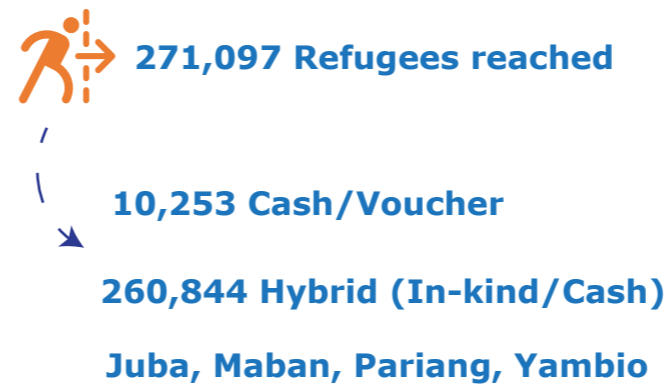 271,097 Refugees reached
10,253 Cash/Voucher
260,844 Hybrid (In-kind/Cash)
Juba, Maban, Pariang, Yambio